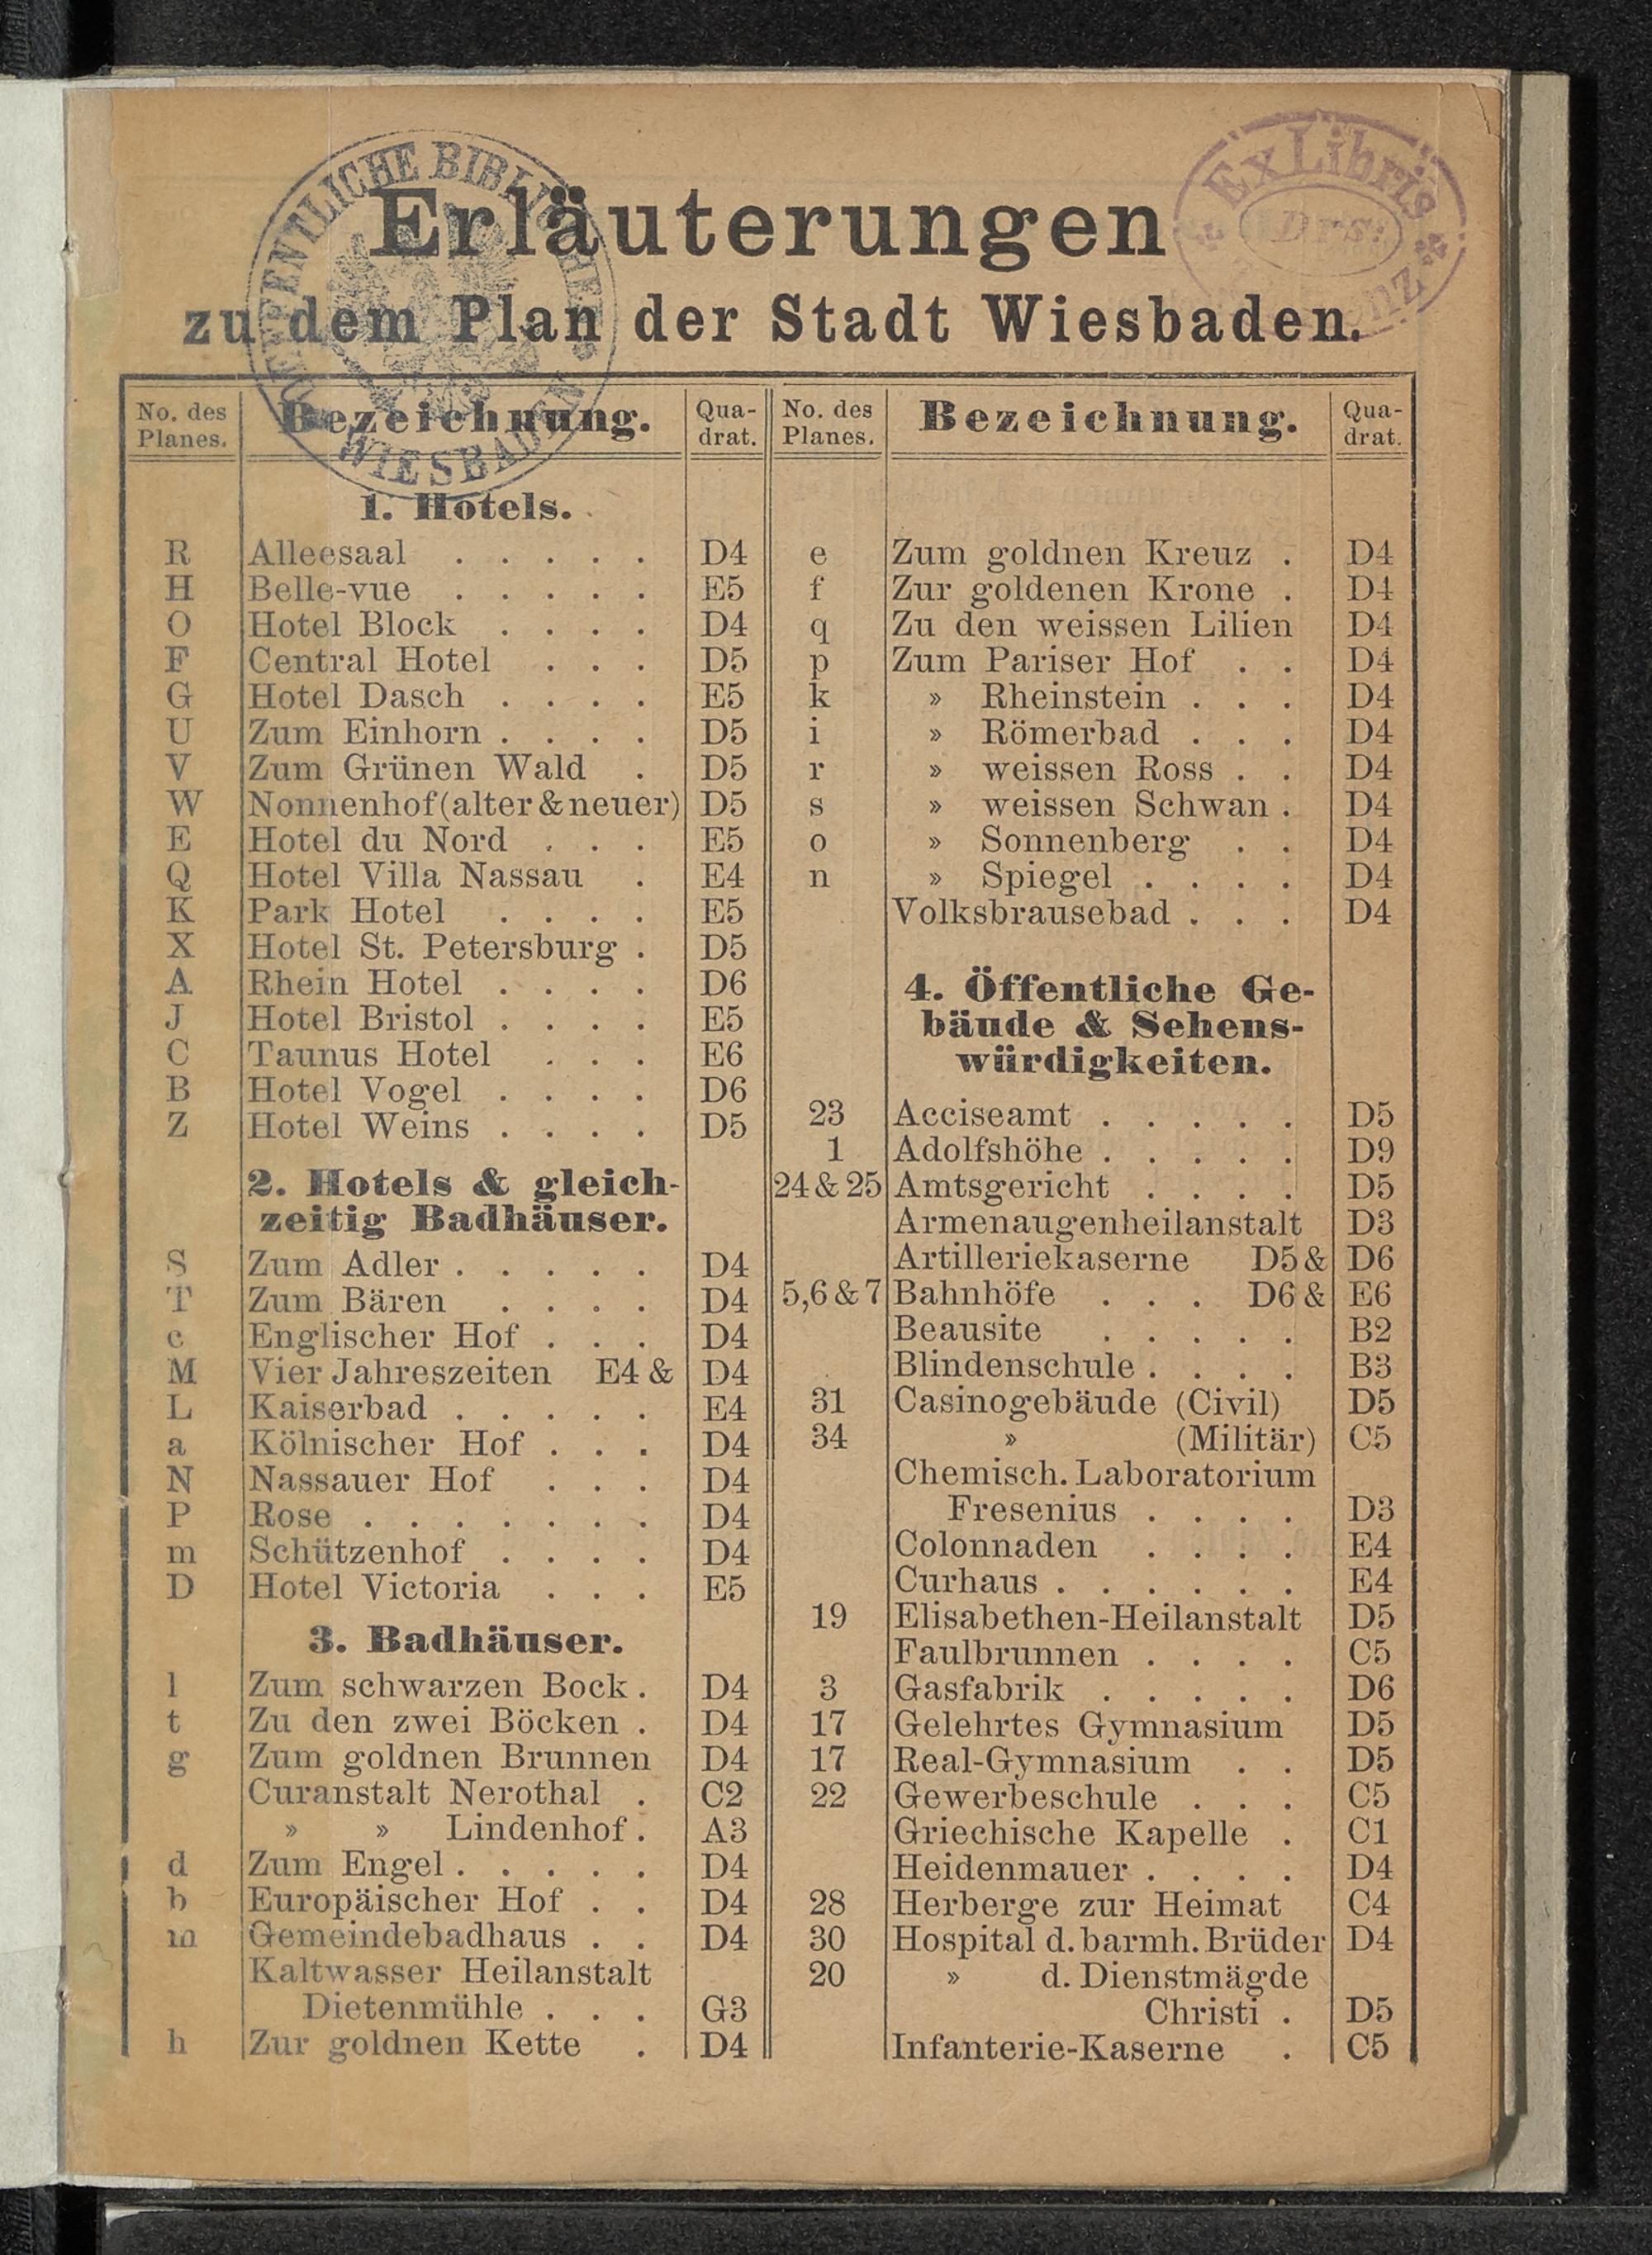 Erläuterungen
zu dem Plan der Stadt Wiesbaden.
ÖFFENTLICHE BIBLIOTHEK WIESBADEN
Ex Libris
No. des Planes. Bezeichnung. Quadrat.
1. Hotels.
R Alleesaal . . . . . D4
H Belle-vue . . . . . E5
O Hotel Block . . . . D4
F Central Hotel . . . D5
G Hotel Dasch . . . . E5
U Zum Einhorn . . . . D5
V Zum Grünen Wald . D5
W Nonnenhof (alter & neuer) D5
E Hotel du Nord . . . E5
Q Hotel Villa Nassau . E4
K Park Hotel . . . . E5
X Hotel St. Petersburg . D5
A Rhein Hotel . . . . D6
J Hotel Bristol . . . . E5
C Taunus Hotel . . . E6
B Hotel Vogel . . . . D6
Z Hotel Weins . . . . D5
2. Hotels & gleich-
zeitig Badhäuser.
S Zum Adler . . . . . D4
T Zum Bären . . . . D4
c Englischer Hof . . . D4
M Vier Jahreszeiten E4 & D4
L Kaiserbad . . . . . E4
a Kölnischer Hof . . . D4
N Nassauer Hof . . . D4
P Rose . . . . . . . D4
m Schützenhof . . . . D4
D Hotel Victoria . . . E5
3. Badhäuser.
l Zum schwarzen Bock . D4
t Zu den zwei Böcken . D4
g Zum goldnen Brunnen D4
Curanstalt Nerothal . C2
» » Lindenhof . A3
d Zum Engel . . . . . D4
b Europäischer Hof . . D4
m Gemeindebadhaus . . D4
Kaltwasser Heilanstalt
Dietenmühle . . . G3
h Zur goldnen Kette . D4
No. des Planes. Bezeichnung. Quadrat.
e Zum goldnen Kreuz . D4
f Zur goldenen Krone . D4
q Zu den weissen Lilien D4
p Zum Pariser Hof . . D4
k » Rheinstein . . . D4
i » Römerbad . . . D4
r » weissen Ross . . D4
s » weissen Schwan . D4
o » Sonnenberg . . D4
n » Spiegel . . . . D4
Volksbrausebad . . . D4
4. Öffentliche Ge-
bäude & Sehens-
würdigkeiten.
23 Acciseamt . . . . . D5
1 Adolfshöhe . . . . . D9
24 & 25 Amtsgericht . . . . D5
Armenaugenheilanstalt D3
Artilleriekaserne D5 & D6
5,6 & 7 Bahnhöfe . . . D6 & E6
Beausite . . . . . B2
Blindenschule . . . . B3
31 Casinogebäude (Civil) D5
34 » (Militär) C5
Chemisch. Laboratorium
Fresenius . . . . D3
Colonnaden . . . . E4
Curhaus . . . . . . E4
19 Elisabethen-Heilanstalt D5
Faulbrunnen . . . . C5
3 Gasfabrik . . . . . D6
17 Gelehrtes Gymnasium D5
17 Real-Gymnasium . . D5
22 Gewerbeschule . . . C5
Griechische Kapelle . C1
Heidenmauer . . . . D4
28 Herberge zur Heimat C4
30 Hospital d. barmh. Brüder D4
20 » d. Dienstmägde
Christi . D5
Infanterie-Kaserne . C5